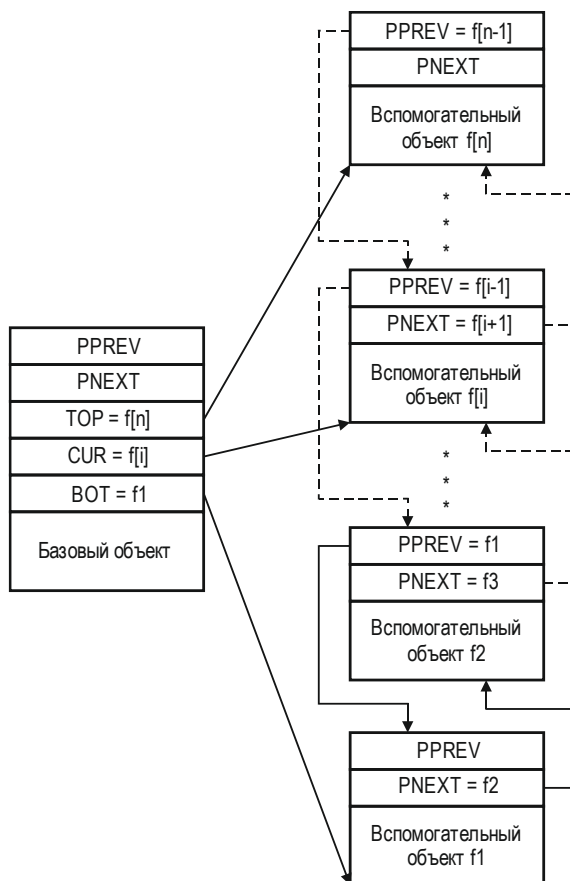 PPREV = f[n-1]
PNEXT
Вспомогательный
объект f[n]
*
*
*
PPREV = f[i-1]
PNEXT = f[i+1]
Вспомогательный
объект f[i]
*
*
*
PPREV
PNEXT
TOP = f[n]
CUR = f[i]
BOT = f1
Базовый объект
PPREV = f1
PNEXT = f3
Вспомогательный
объект f2
PPREV
PNEXT = f2
Вспомогательный
объект f1